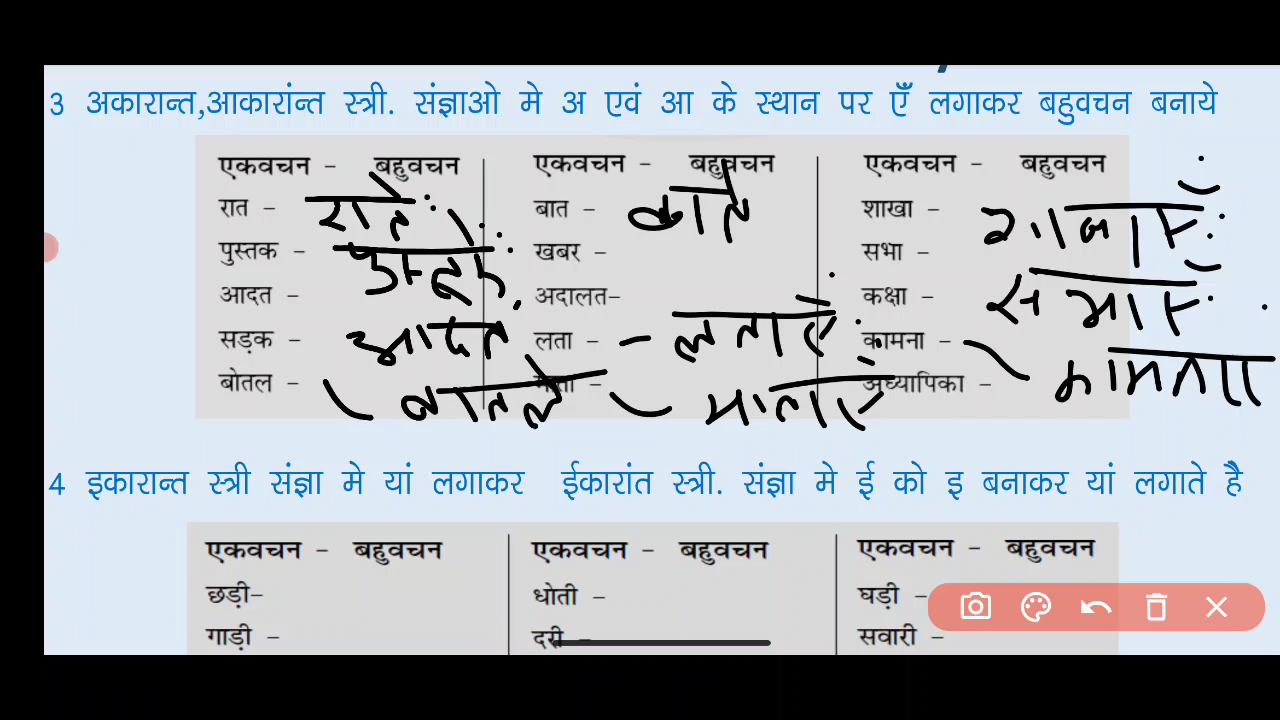 3 अकारान्त,आकारांन्त स्त्री. संज्ञाओ मे अ एवं आ के स्थान पर एँ लगाकर बहुवचन बनाये
एकवचन - बहुवचन एकवचन - बहुवचन एकवचन - बहुवचन
रात - रातें बात - बाते शाखा - शाखाएँ
पुस्तक - खबर - सभा -
आदत - अदालत- कक्षा - सभाएँ
सड़क - आदत लता - लताएँ कामना -
बोतल - बातले माताएँ अध्यापिका - कामनाए
4 इकारान्त स्त्री संज्ञा मे यां लगाकर ईकारांत स्त्री. संज्ञा मे ई को इ बनाकर यां लगाते है
एकवचन - बहुवचन एकवचन - बहुवचन एकवचन - बहुवचन
छड़ी- धोती - घड़ी -
गाड़ी - दरी - सवारी -